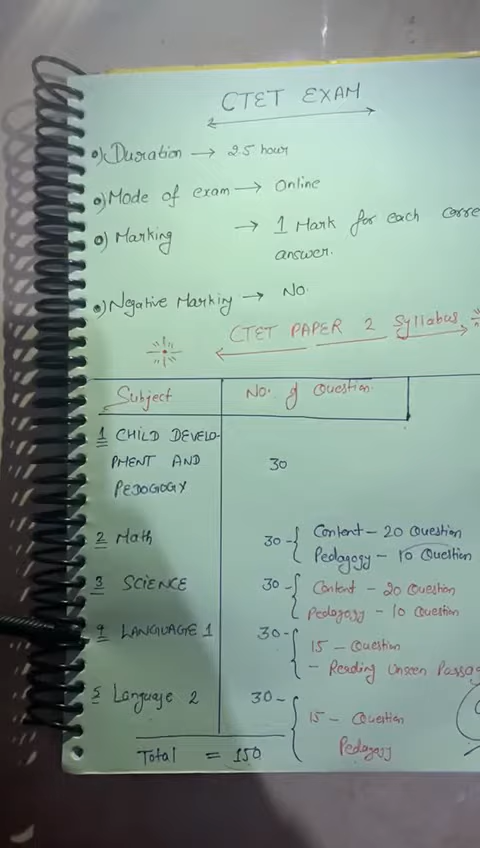 CTET EXAM
Duration → 2.5 hour
Mode of exam → Online
Marking → 1 Mark for each corre
answer.
Negative Marking → No.
CTET PAPER 2 Syllabus
Subject No. of Question.
1 CHILD DEVELO-
PMENT AND 30
PEDOGOGY
2 Math 30 - Content - 20 Question
Pedagogy - 10 Question
3 SCIENCE 30 - Content - 20 Question
Pedagogy - 10 Question
4 LANGUAGE 1 30 - 15 - Question
- Reading Unseen Passa
5 Language 2 30 - 15 - Question
Pedagogy
Total = 150